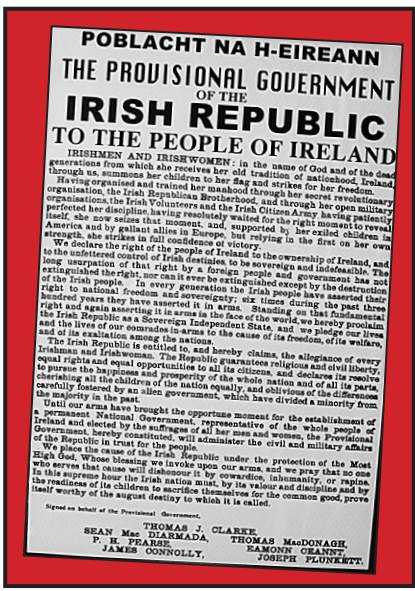 POBLACHT NA H-EIREANN
THE PROVISIONAL GOVERNMENT
OF THE
IRISH REPUBLIC
TO THE PEOPLE OF IRELAND
IRISHMEN AND IRISHWOMEN: in the name of God and of the dead
generations from which she receives her old tradition of nationhood, Ireland,
through us, summons her children to her flag and strikes for her freedom.
Having organised and trained her manhood through her secret revolutionary
organisation, the Irish Republican Brotherhood, and through her open military
organisations, the Irish Volunteers and the Irish Citizen Army, having patiently
perfected her discipline, having resolutely waited for the right moment to reveal
itself, she now seizes that moment, and, supported by her exiled children in
America and by gallant allies in Europe, but relying in the first on her own
strength, she strikes in full confidence of victory.
We declare the right of the people of Ireland to the ownership of Ireland, and
to the unfettered control of Irish destinies, to be sovereign and indefeasible. The
long usurpation of that right by a foreign people and government has not
extinguished the right, nor can it ever be extinguished except by the destruction
of the Irish people. In every generation the Irish people have asserted their
right to national freedom and sovereignty; six times during the past three
hundred years they have asserted it in arms. Standing on that fundamental
right and again asserting it in arms in the face of the world, we hereby proclaim
the Irish Republic as a Sovereign Independent State, and we pledge our lives
and the lives of our comrades-in-arms to the cause of its freedom, of its welfare,
and of its exaltation among the nations.
The Irish Republic is entitled to, and hereby claims, the allegiance of every
Irishman and Irishwoman. The Republic guarantees religious and civil liberty,
equal rights and equal opportunities to all its citizens, and declares its resolve
to pursue the happiness and prosperity of the whole nation and of all its parts,
cherishing all the children of the nation equally, and oblivious of the differences
carefully fostered by an alien government, which have divided a minority from
the majority in the past.
Until our arms have brought the opportune moment for the establishment of
a permanent National Government, representative of the whole people of
Ireland and elected by the suffrages of all her men and women, the Provisional
Government, hereby constituted, will administer the civil and military affairs
of the Republic in trust for the people.
We place the cause of the Irish Republic under the protection of the Most
High God, Whose blessing we invoke upon our arms, and we pray that no one
who serves that cause will dishonour it by cowardice, inhumanity, or rapine.
In this supreme hour the Irish nation must, by its valour and discipline and by
the readiness of its children to sacrifice themselves for the common good, prove
itself worthy of the august destiny to which it is called.
Signed on behalf of the Provisional Government,
THOMAS J. CLARKE,
SEAN Mac DIARMADA, THOMAS MacDONAGH,
P. H. PEARSE, EAMONN CEANNT,
JAMES CONNOLLY, JOSEPH PLUNKETT.